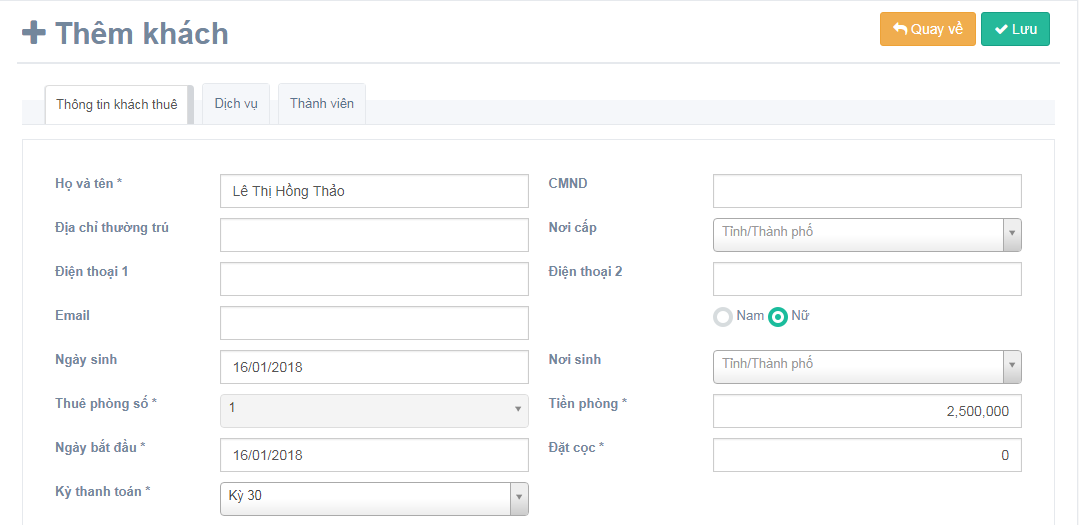 Thêm khách
Quay về
Lưu
Thông tin khách thuê
Dịch vụ
Thành viên
Họ và tên * Lê Thị Hồng Thảo CMND
Địa chỉ thường trú Nơi cấp Tỉnh/Thành phố
Điện thoại 1 Điện thoại 2
Email Nam Nữ
Ngày sinh 16/01/2018 Nơi sinh Tỉnh/Thành phố
Thuê phòng số * 1 Tiền phòng * 2,500,000
Ngày bắt đầu * 16/01/2018 Đặt cọc * 0
Kỳ thanh toán * Kỳ 30